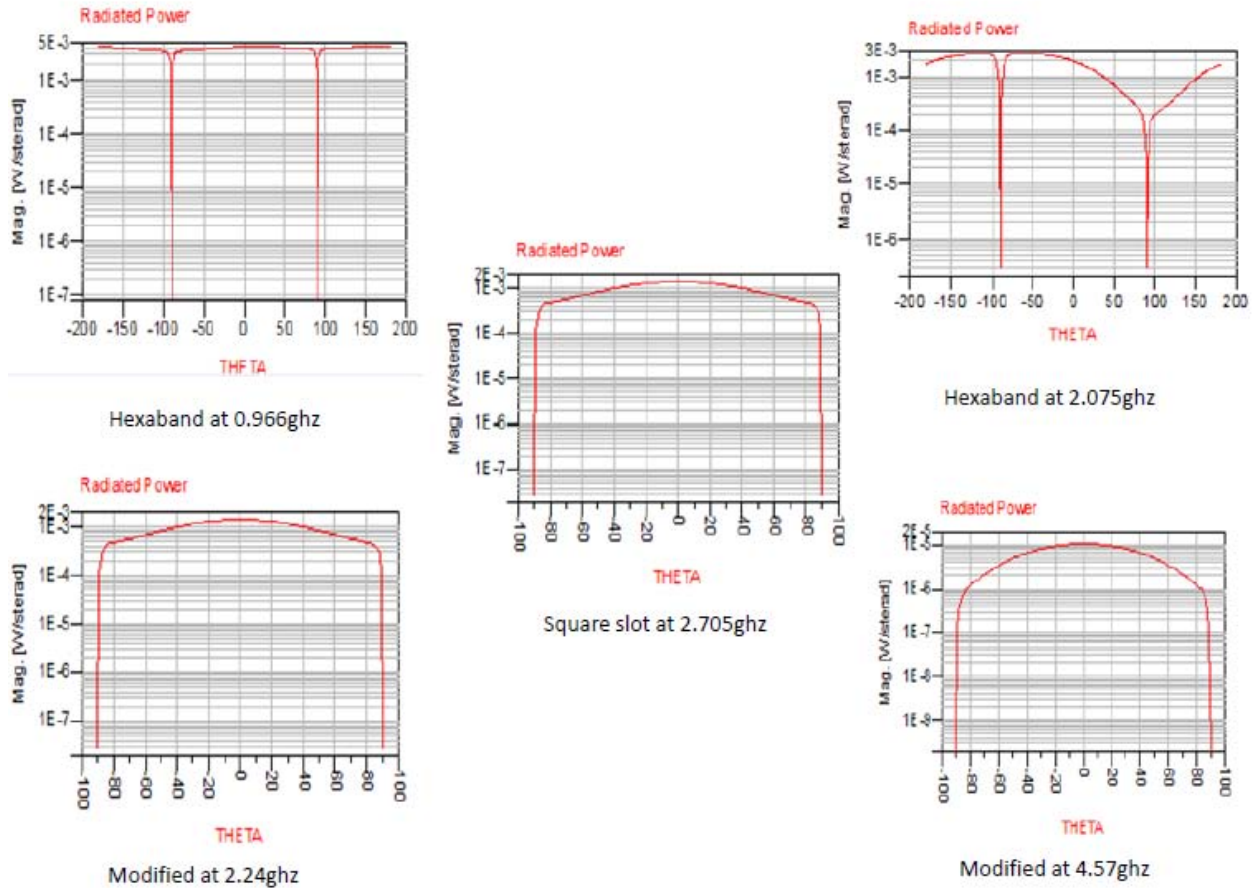 Radiated Power
5E-3
1E-3
1E-4
1E-5
1E-6
1E-7
Mag. [W/sterad]
-200 -150 -100 -50 0 50 100 150 200
THETA
Hexaband at 0.966ghz
Radiated Power
3E-3
1E-3
1E-4
1E-5
1E-6
Mag. [W/sterad]
-200 -150 -100 -50 0 50 100 150 200
THETA
Hexaband at 2.075ghz
Radiated Power
2E-3
1E-3
1E-4
1E-5
1E-6
1E-7
Mag. [W/sterad]
-100 -80 -60 -40 -20 0 20 40 60 80 100
THETA
Square slot at 2.705ghz
Radiated Power
2E-3
1E-3
1E-4
1E-5
1E-6
1E-7
Mag. [W/sterad]
-100 -80 -60 -40 -20 0 20 40 60 80 100
THETA
Modified at 2.24ghz
Radiated Power
2E-5
1E-5
1E-6
1E-7
1E-8
1E-9
Mag. [W/sterad]
-100 -80 -60 -40 -20 0 20 40 60 80 100
THETA
Modified at 4.57ghz